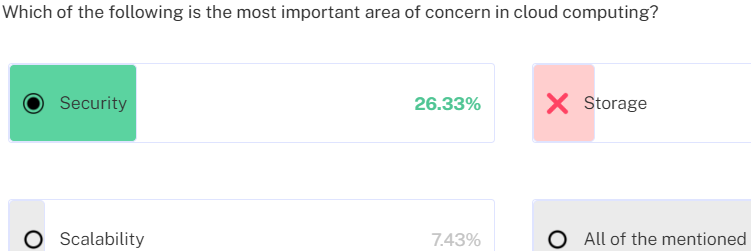 Which of the following is the most important area of concern in cloud computing?
Security 26.33% Storage
Scalability 7.43% All of the mentioned